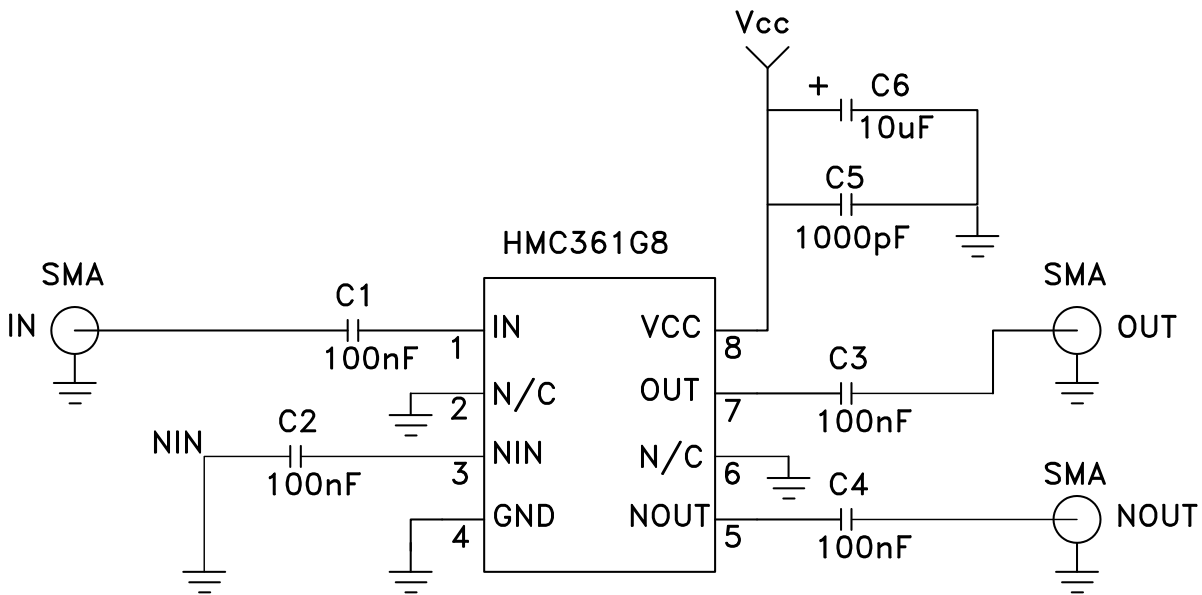 Vcc
+
C6
10uF
C5
1000pF
HMC361G8
SMA
IN
C1
100nF
1
IN
VCC
8
SMA
OUT
2
N/C
OUT
7
C3
100nF
NIN
C2
100nF
3
NIN
N/C
6
4
GND
NOUT
5
C4
100nF
SMA
NOUT